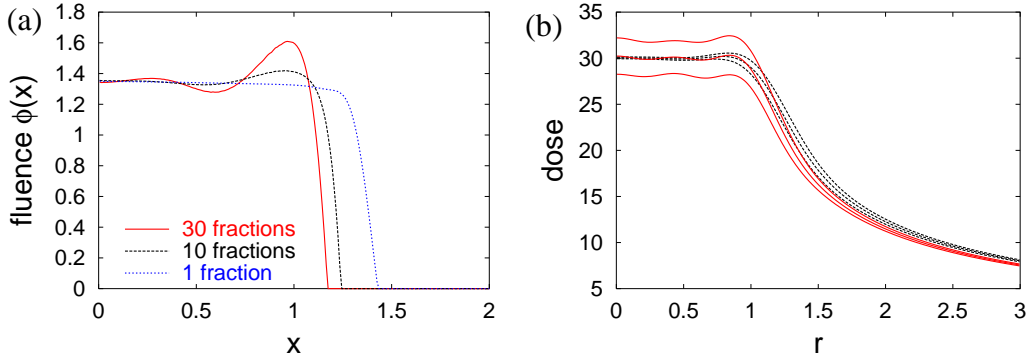 (a)
fluence ϕ(x)
1.8
1.6
1.4
1.2
1
0.8
0.6
0.4
0.2
0
30 fractions
10 fractions
1 fraction
0 0.5 1 1.5 2
x
(b)
dose
35
30
25
20
15
10
5
0 0.5 1 1.5 2 2.5 3
r